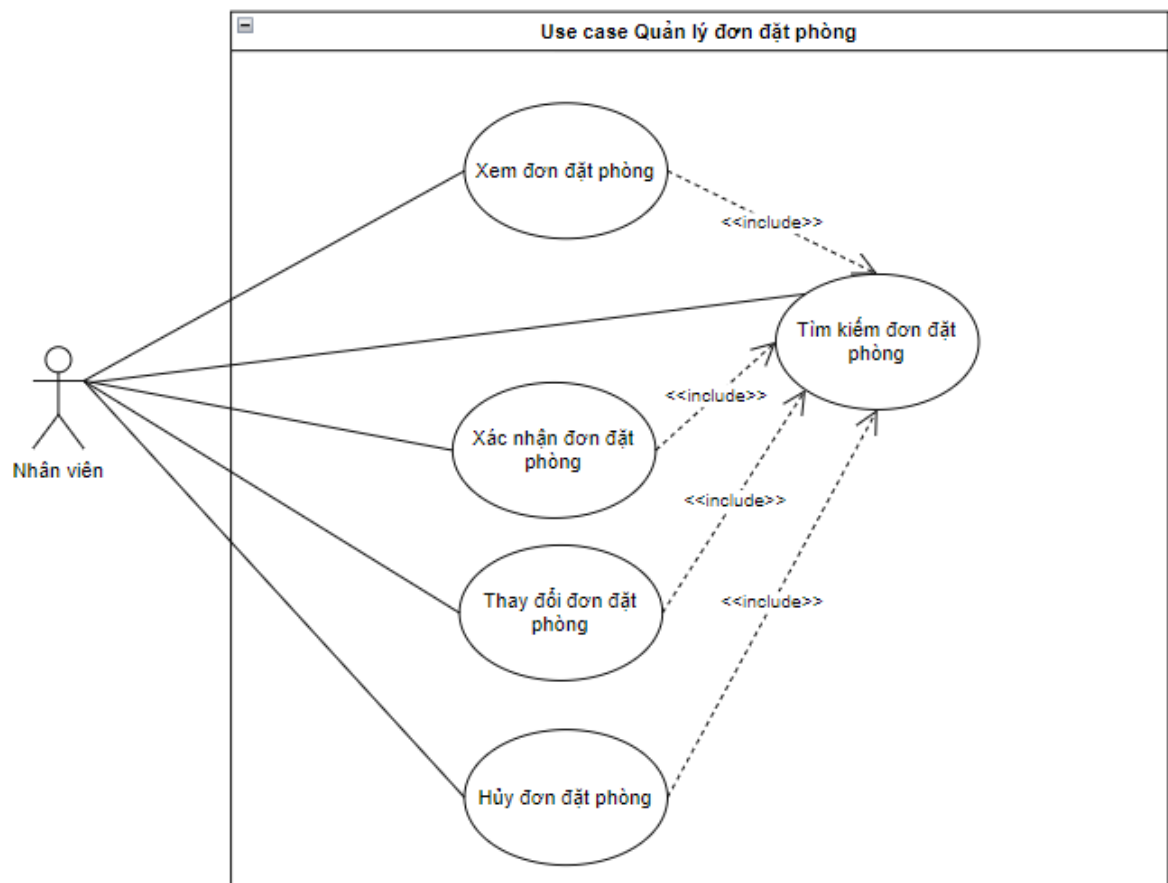 Use case Quản lý đơn đặt phòng
Xem đơn đặt phòng
<<include>>
Tìm kiếm đơn đặt
phòng
<<include>>
Xác nhận đơn đặt
phòng
Nhân viên
<<include>>
Thay đổi đơn đặt
phòng
<<include>>
Hủy đơn đặt phòng